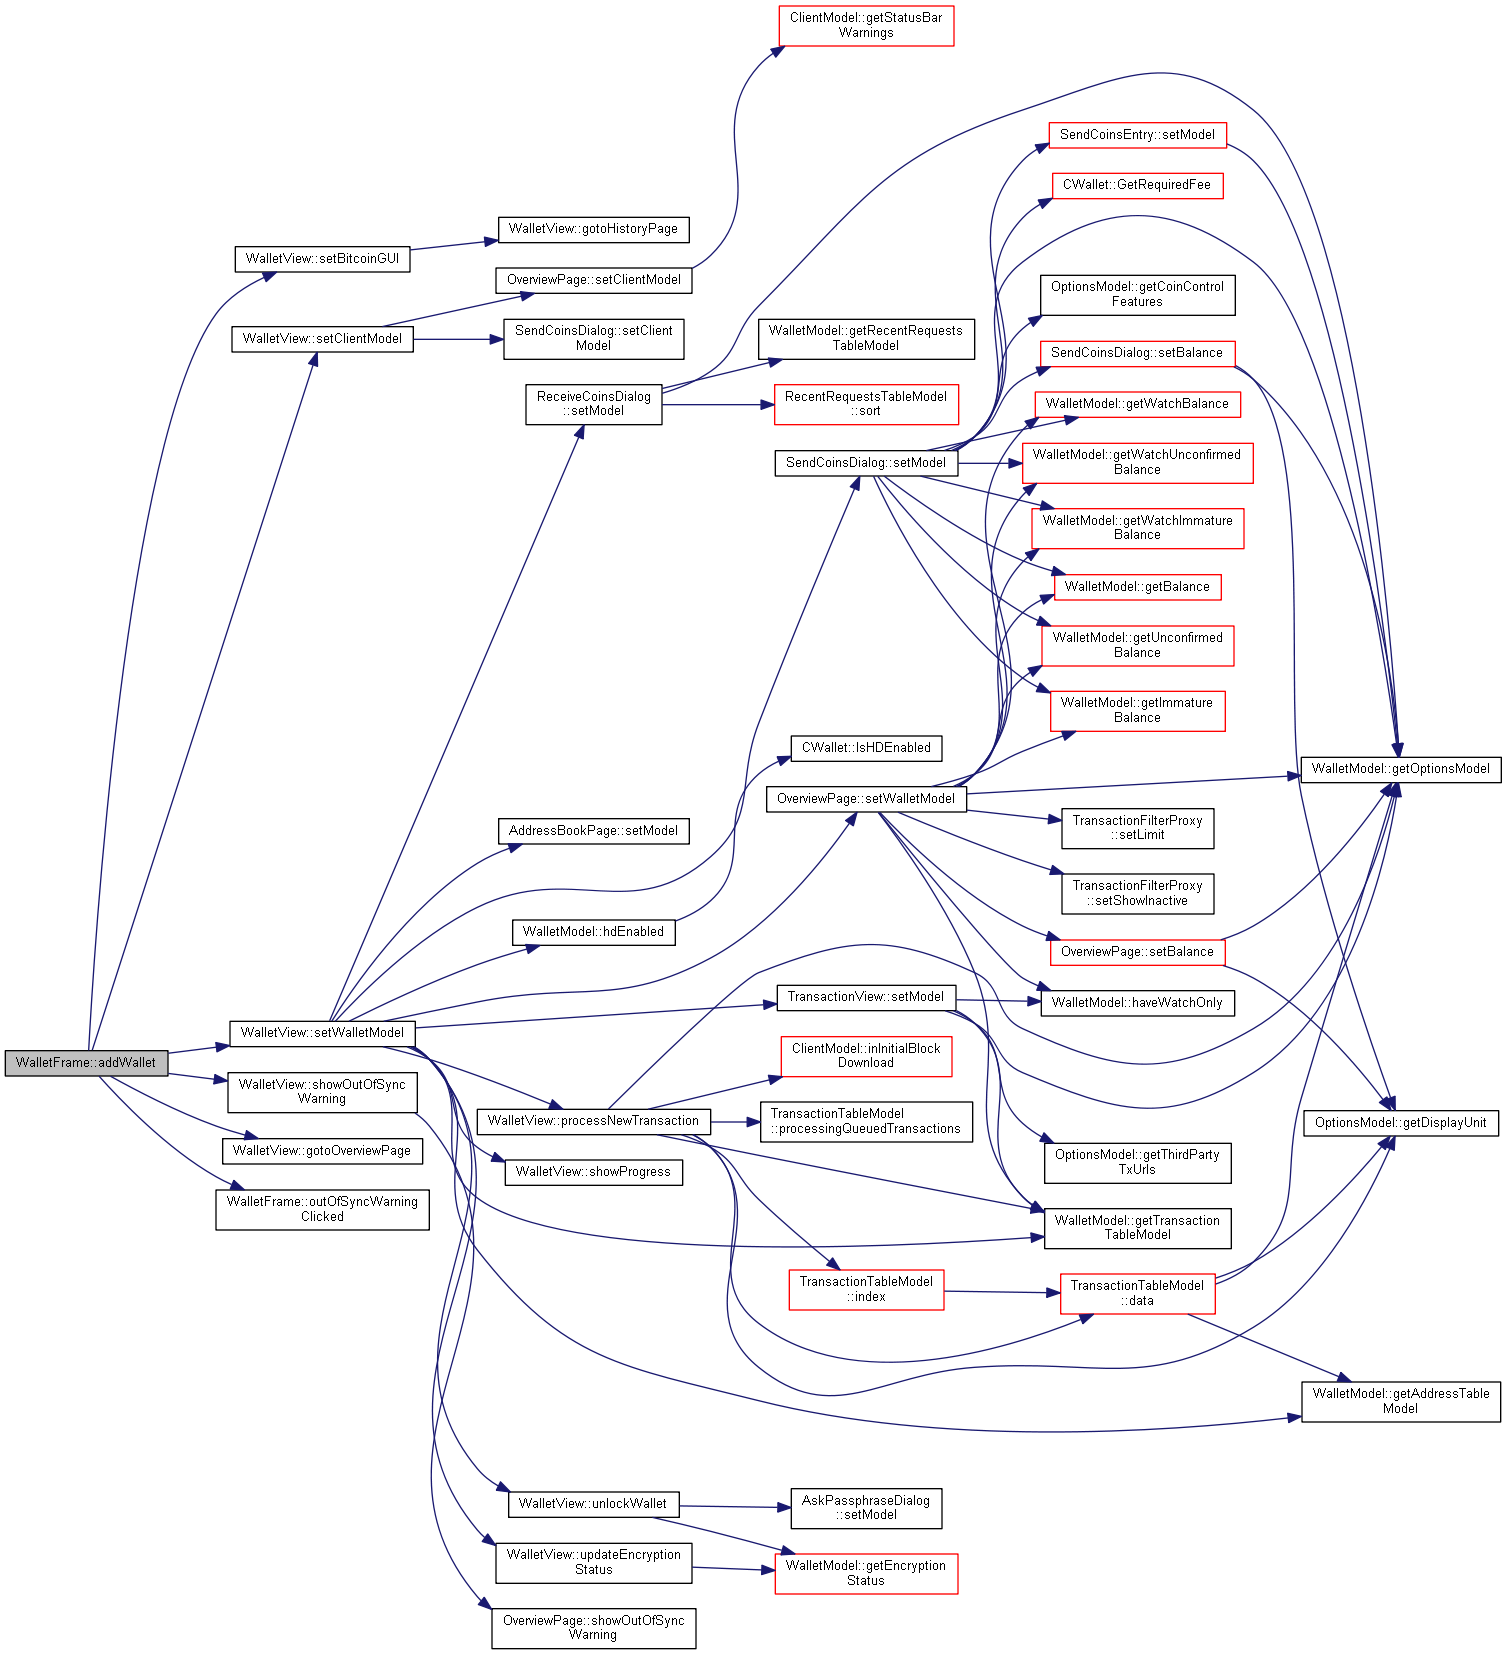 ClientModel::getStatusBar
Warnings
SendCoinsEntry::setModel
CWallet::GetRequiredFee
WalletView::gotoHistoryPage
WalletView::setBitcoinGUI
OverviewPage::setClientModel
OptionsModel::getCoinControl
Features
WalletView::setClientModel
SendCoinsDialog::setClient
Model
WalletModel::getRecentRequests
TableModel
SendCoinsDialog::setBalance
ReceiveCoinsDialog
::setModel
RecentRequestsTableModel
::sort
WalletModel::getWatchBalance
SendCoinsDialog::setModel
WalletModel::getWatchUnconfirmed
Balance
WalletModel::getWatchImmature
Balance
WalletModel::getBalance
WalletModel::getUnconfirmed
Balance
WalletModel::getImmature
Balance
CWallet::IsHDEnabled
WalletModel::getOptionsModel
OverviewPage::setWalletModel
AddressBookPage::setModel
TransactionFilterProxy
::setLimit
TransactionFilterProxy
::setShowInactive
WalletModel::hdEnabled
OverviewPage::setBalance
TransactionView::setModel
WalletModel::haveWatchOnly
WalletView::setWalletModel
WalletFrame::addWallet
ClientModel::inInitialBlock
Download
WalletView::showOutOfSync
Warning
WalletView::processNewTransaction
TransactionTableModel
::processingQueuedTransactions
OptionsModel::getDisplayUnit
WalletView::gotoOverviewPage
WalletView::showProgress
OptionsModel::getThirdParty
TxUrls
WalletFrame::outOfSyncWarning
Clicked
WalletModel::getTransaction
TableModel
TransactionTableModel
::index
TransactionTableModel
::data
WalletModel::getAddressTable
Model
WalletView::unlockWallet
AskPassphraseDialog
::setModel
WalletView::updateEncryption
Status
WalletModel::getEncryption
Status
OverviewPage::showOutOfSync
Warning